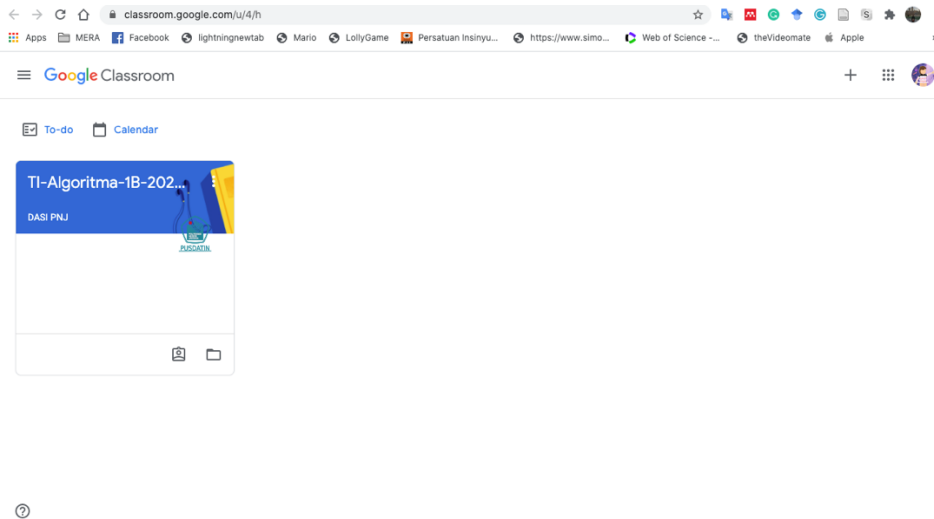 classroom.google.com/u/4/h
Apps MERA Facebook lightningnewtab Mario LollyGame Persatuan Insinyu... https://www.simo... Web of Science -... theVideomate Apple
Google Classroom
To-do Calendar
TI-Algoritma-1B-202...
DASI PNJ
PUSDATIN